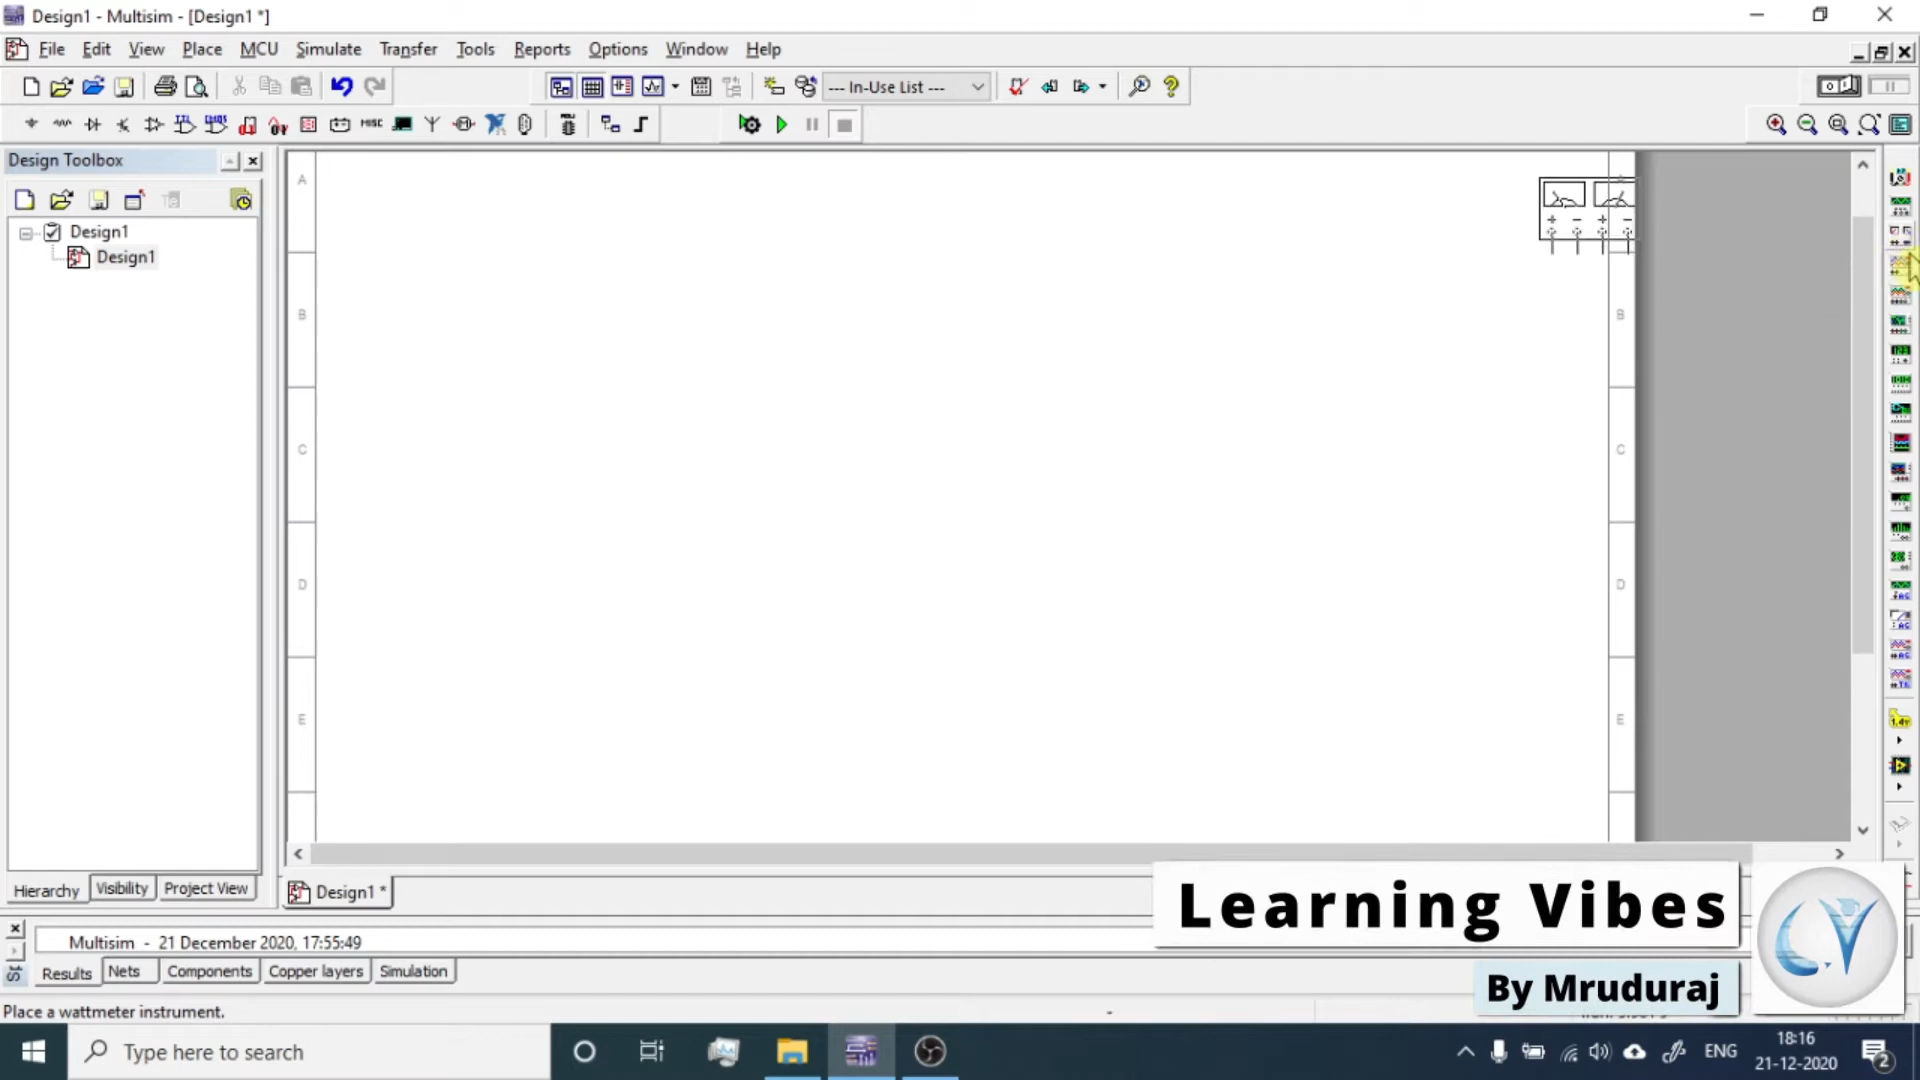 Design1 - Multisim - [Design1 *]
File Edit View Place MCU Simulate Transfer Tools Reports Options Window Help
--- In-Use List ---
MISC
Design Toolbox
Design1
Design1
A
B
C
D
E
B
C
D
E
Hierarchy Visibility Project View
Design1 *
Multisim - 21 December 2020, 17:55:49
Results Nets Components Copper layers Simulation
Place a wattmeter instrument.
Learning Vibes
By Mruduraj
Type here to search
ENG
18:16
21-12-2020
2